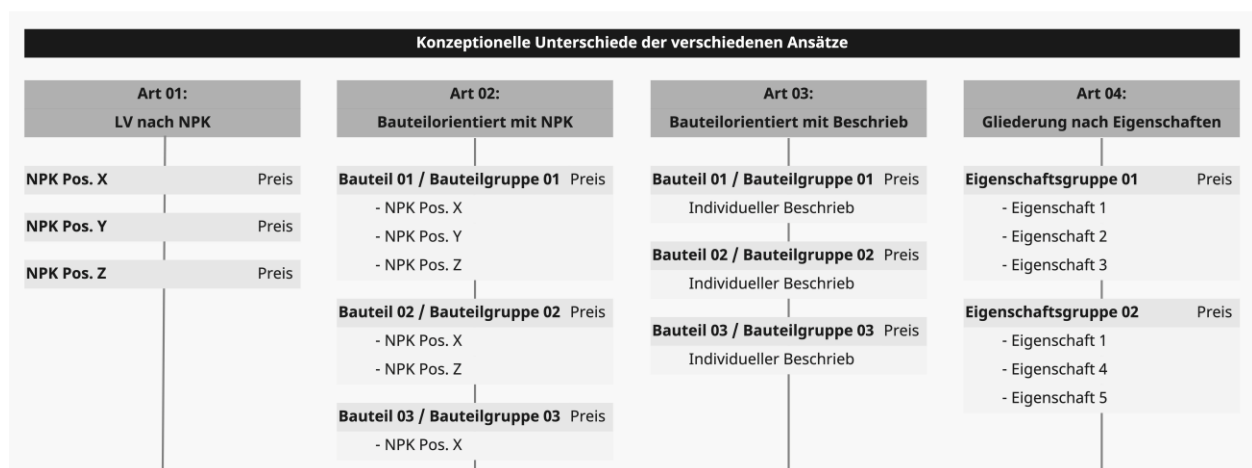 Konzeptionelle Unterschiede der verschiedenen Ansätze
Art 01:
LV nach NPK
NPK Pos. X Preis
NPK Pos. Y Preis
NPK Pos. Z Preis
Art 02:
Bauteilorientiert mit NPK
Bauteil 01 / Bauteilgruppe 01 Preis
- NPK Pos. X
- NPK Pos. Y
- NPK Pos. Z
Bauteil 02 / Bauteilgruppe 02 Preis
- NPK Pos. X
- NPK Pos. Z
Bauteil 03 / Bauteilgruppe 03 Preis
- NPK Pos. X
Art 03:
Bauteilorientiert mit Beschrieb
Bauteil 01 / Bauteilgruppe 01 Preis
Individueller Beschrieb
Bauteil 02 / Bauteilgruppe 02 Preis
Individueller Beschrieb
Bauteil 03 / Bauteilgruppe 03 Preis
Individueller Beschrieb
Art 04:
Gliederung nach Eigenschaften
Eigenschaftsgruppe 01 Preis
- Eigenschaft 1
- Eigenschaft 2
- Eigenschaft 3
Eigenschaftsgruppe 02 Preis
- Eigenschaft 1
- Eigenschaft 4
- Eigenschaft 5